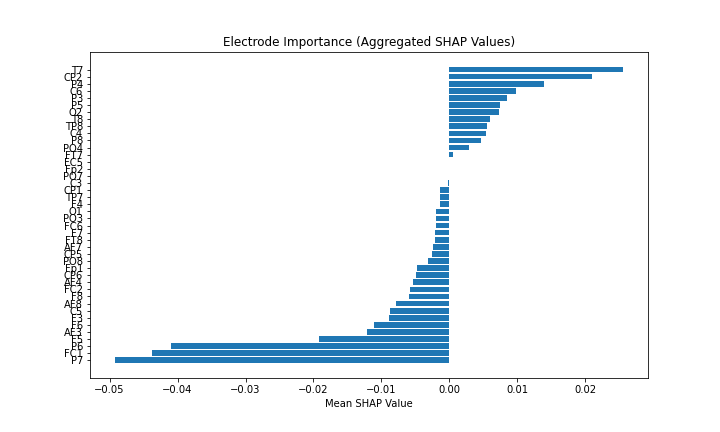 Electrode Importance (Aggregated SHAP Values)
T7
CP2
P4
C6
P3
P5
O2
T8
TP8
C4
P8
PO4
FT7
FC5
Fp2
PO7
C3
CP1
TP7
F4
O1
PO3
FC6
F7
FT8
AF7
CP5
PO8
Fp1
CP6
AF4
FC2
F8
AF8
C5
F3
F6
AF3
F5
P6
FC1
P7
−0.05 −0.04 −0.03 −0.02 −0.01 0.00 0.01 0.02
Mean SHAP Value